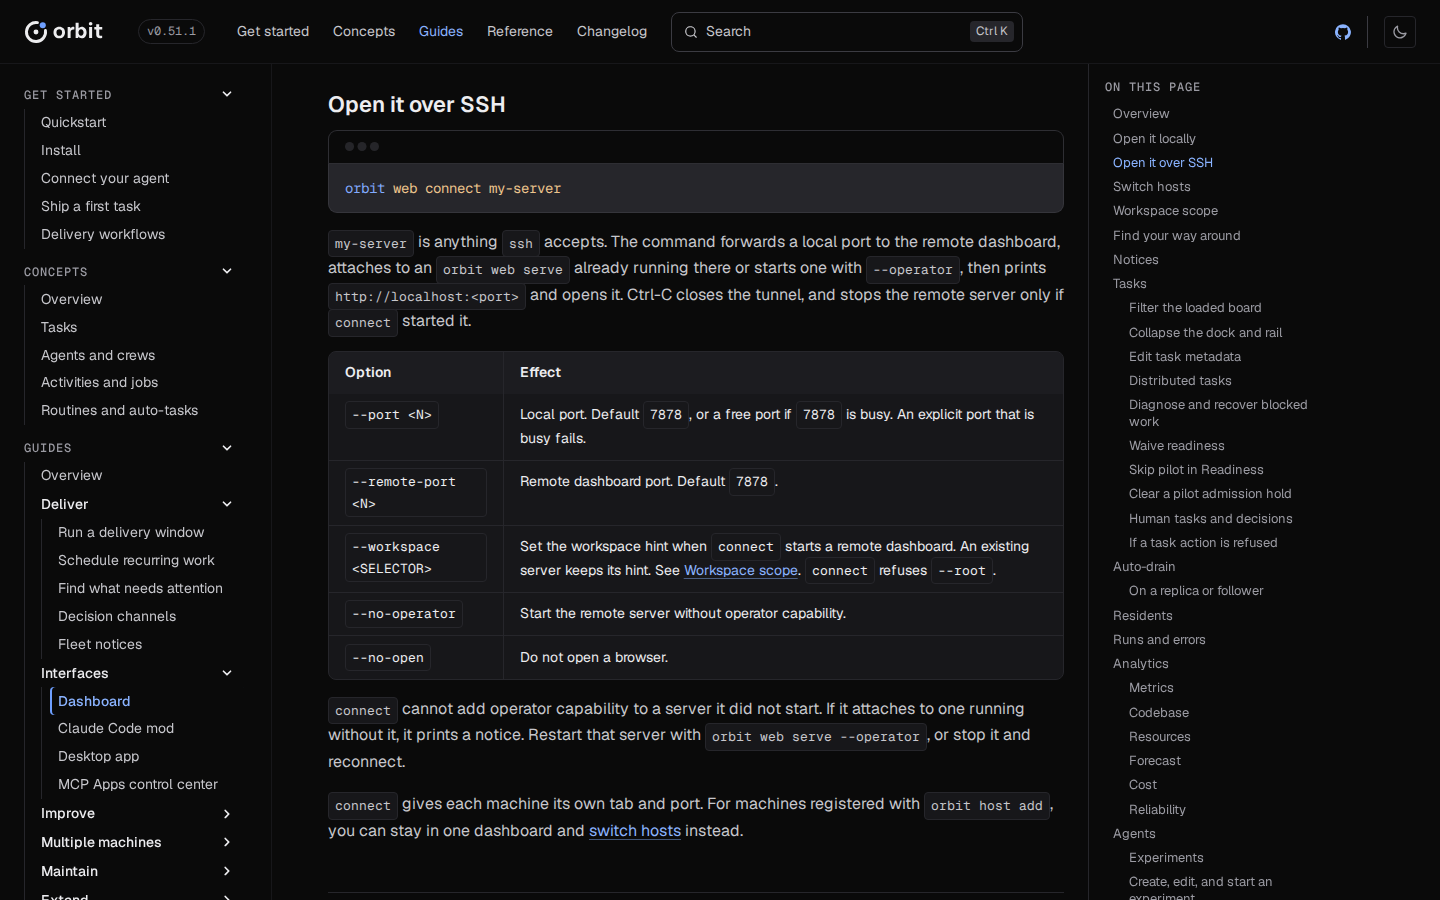 orbit
v0.51.1
Get started
Concepts
Guides
Reference
Changelog
Search
Ctrl K
GET STARTED
Quickstart
Install
Connect your agent
Ship a first task
Delivery workflows
CONCEPTS
Overview
Tasks
Agents and crews
Activities and jobs
Routines and auto-tasks
GUIDES
Overview
Deliver
Run a delivery window
Schedule recurring work
Find what needs attention
Decision channels
Fleet notices
Interfaces
Dashboard
Claude Code mod
Desktop app
MCP Apps control center
Improve
Multiple machines
Maintain
Extend
Open it over SSH
orbit web connect my-server
my-server is anything ssh accepts. The command forwards a local port to the remote dashboard,
attaches to an orbit web serve already running there or starts one with --operator, then prints
http://localhost:<port> and opens it. Ctrl-C closes the tunnel, and stops the remote server only if
connect started it.
Option
Effect
--port <N>
Local port. Default 7878, or a free port if 7878 is busy. An explicit port that is
busy fails.
--remote-port
<N>
Remote dashboard port. Default 7878.
--workspace
<SELECTOR>
Set the workspace hint when connect starts a remote dashboard. An existing
server keeps its hint. See Workspace scope. connect refuses --root.
--no-operator
Start the remote server without operator capability.
--no-open
Do not open a browser.
connect cannot add operator capability to a server it did not start. If it attaches to one running
without it, it prints a notice. Restart that server with orbit web serve --operator, or stop it and
reconnect.
connect gives each machine its own tab and port. For machines registered with orbit host add,
you can stay in one dashboard and switch hosts instead.
ON THIS PAGE
Overview
Open it locally
Open it over SSH
Switch hosts
Workspace scope
Find your way around
Notices
Tasks
Filter the loaded board
Collapse the dock and rail
Edit task metadata
Distributed tasks
Diagnose and recover blocked
work
Waive readiness
Skip pilot in Readiness
Clear a pilot admission hold
Human tasks and decisions
If a task action is refused
Auto-drain
On a replica or follower
Residents
Runs and errors
Analytics
Metrics
Codebase
Resources
Forecast
Cost
Reliability
Agents
Experiments
Create, edit, and start an
experiment